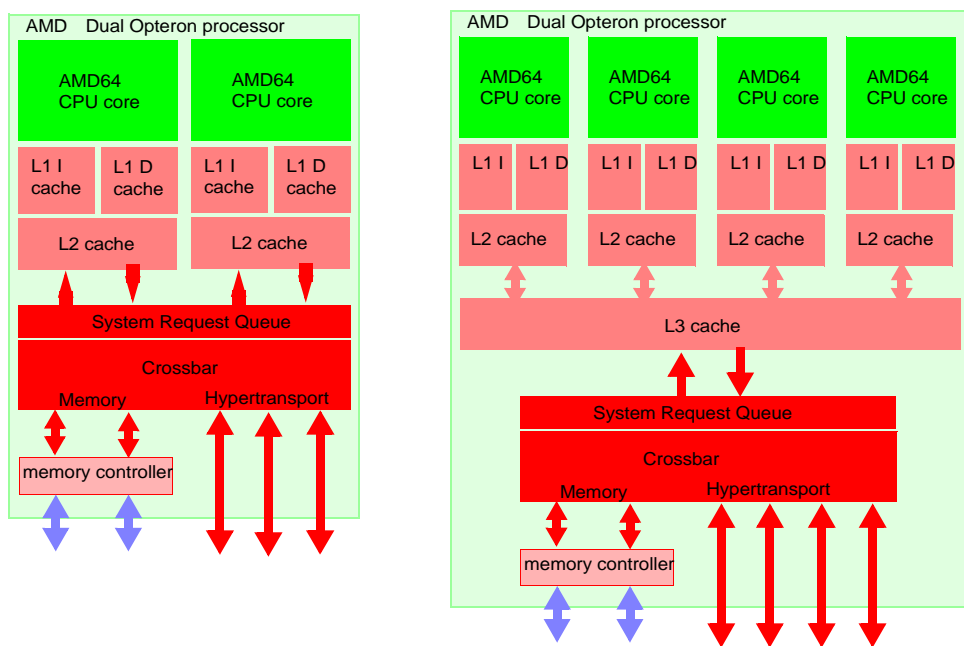 AMD Dual Opteron processor
AMD64 CPU core
AMD64 CPU core
L1 I cache
L1 D cache
L1 I cache
L1 D cache
L2 cache
L2 cache
System Request Queue
Crossbar
Memory
Hypertransport
memory controller
AMD Dual Opteron processor
AMD64 CPU core
AMD64 CPU core
AMD64 CPU core
AMD64 CPU core
L1 I
L1 D
L1 I
L1 D
L1 I
L1 D
L1 I
L1 D
L2 cache
L2 cache
L2 cache
L2 cache
L3 cache
System Request Queue
Crossbar
Memory
Hypertransport
memory controller